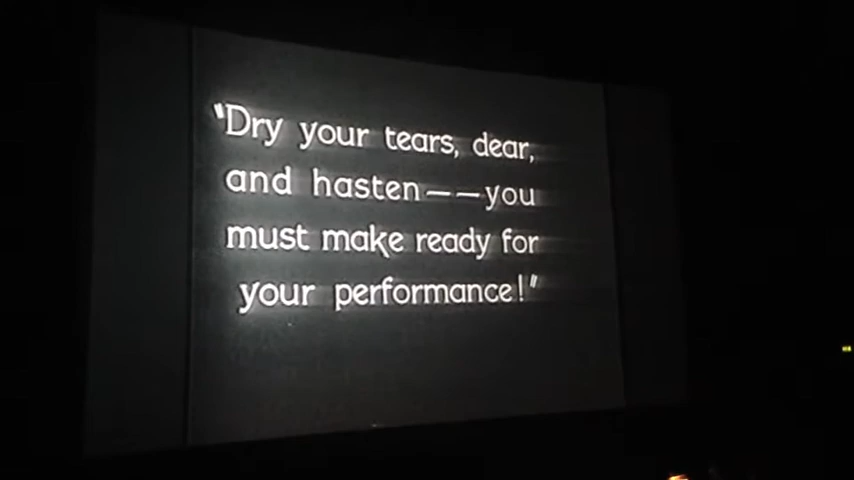 "Dry your tears, dear,
and hasten——you
must make ready for
your performance!"